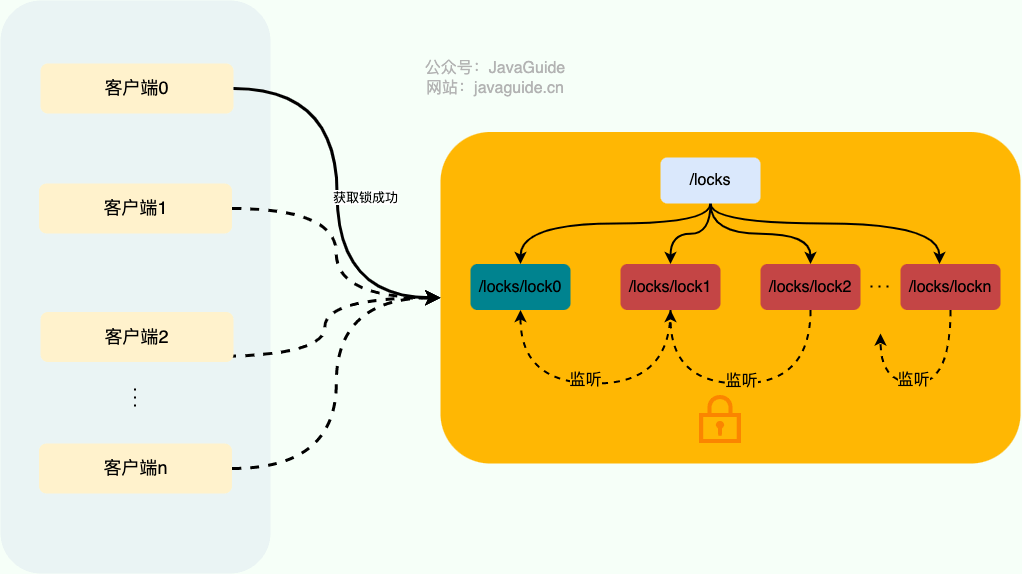 公众号：JavaGuide
网站：javaguide.cn
客户端0
获取锁成功
客户端1
客户端2
⋮
客户端n
/locks
/locks/lock0
/locks/lock1
/locks/lock2
···
/locks/lockn
监听
监听
监听